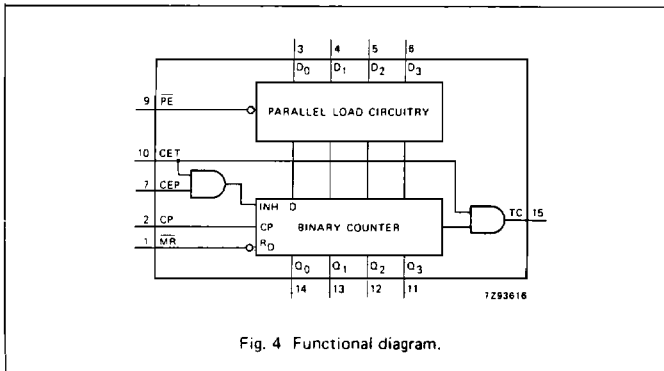 3 4 5 6
D0 D1 D2 D3
9 PE
PARALLEL LOAD CIRCUITRY
10 CET
7 CEP
INH D
TC 15
2 CP
CP BINARY COUNTER
1 MR
RD
Q0 Q1 Q2 Q3
14 13 12 11
7Z93616
Fig. 4 Functional diagram.